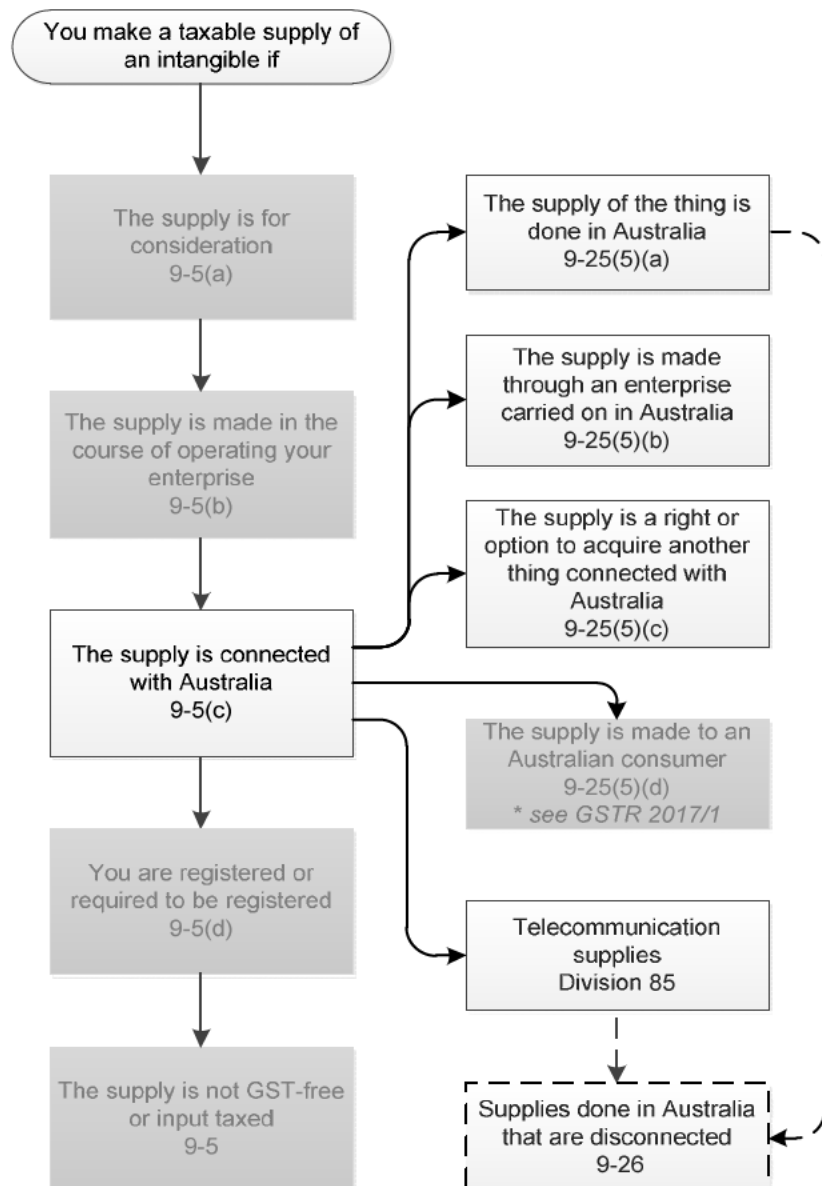 You make a taxable supply of
an intangible if
The supply is for
consideration
9-5(a)
The supply is made in the
course of operating your
enterprise
9-5(b)
The supply is connected
with Australia
9-5(c)
You are registered or
required to be registered
9-5(d)
The supply is not GST-free
or input taxed
9-5
The supply of the thing is
done in Australia
9-25(5)(a)
The supply is made
through an enterprise
carried on in Australia
9-25(5)(b)
The supply is a right or
option to acquire another
thing connected with
Australia
9-25(5)(c)
The supply is made to an
Australian consumer
9-25(5)(d)
* see GSTR 2017/1
Telecommunication
supplies
Division 85
Supplies done in Australia
that are disconnected
9-26